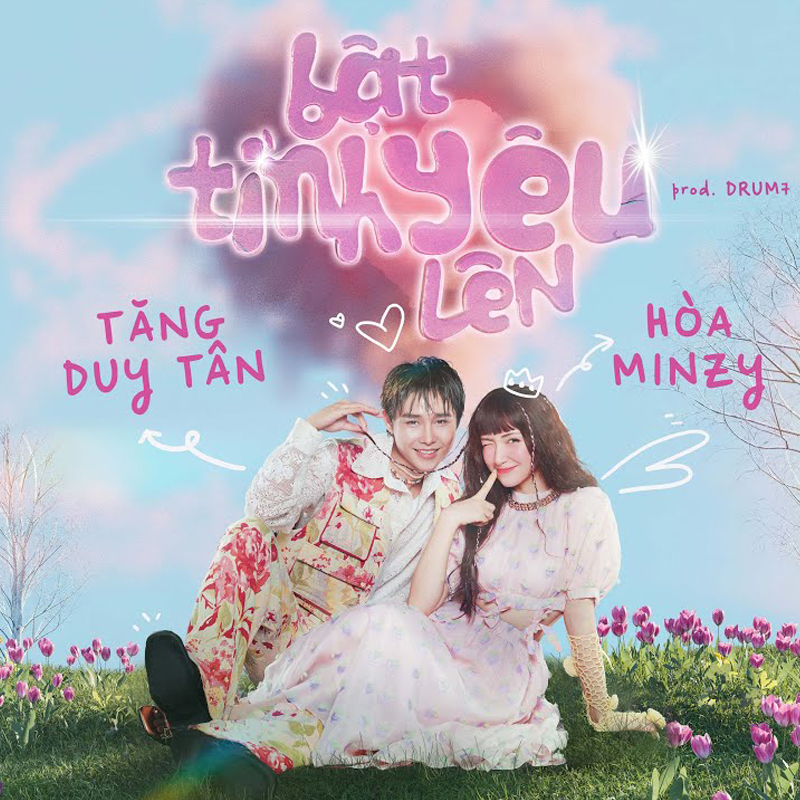 bật
tình yêu
lên
prod. DRUM7
TĂNG
DUY TÂN
HÒA
MINZY